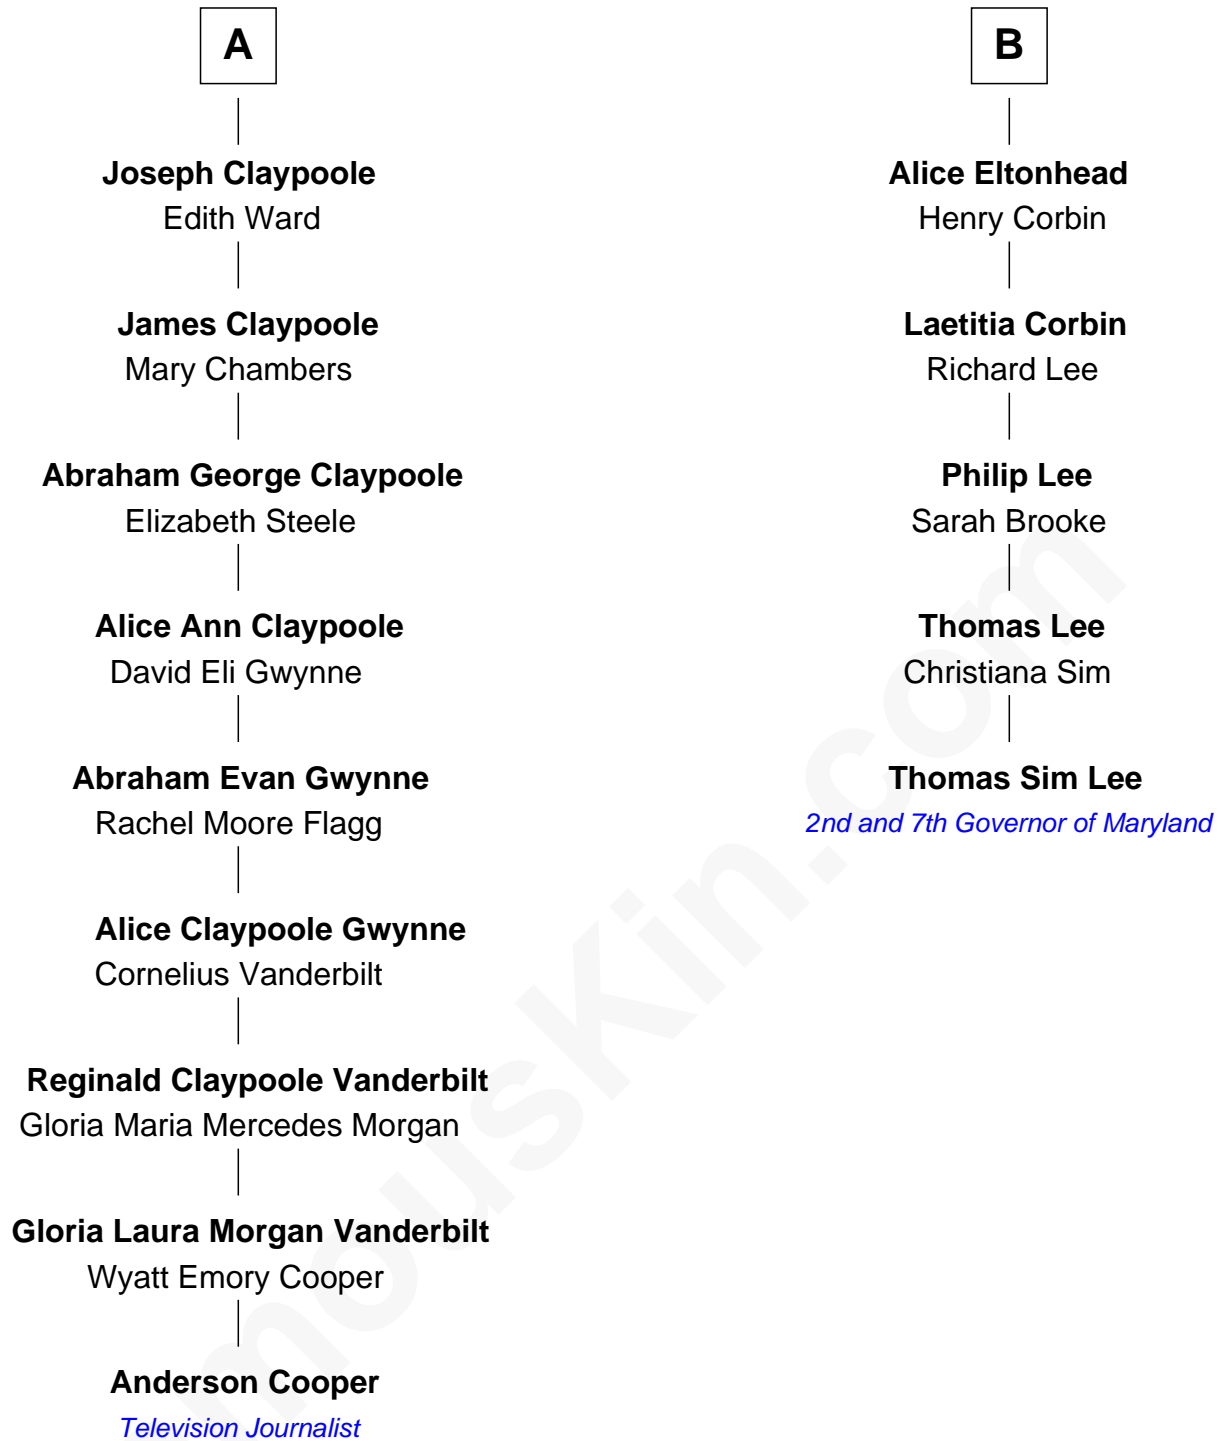 A
Joseph Claypoole
Edith Ward
James Claypoole
Mary Chambers
Abraham George Claypoole
Elizabeth Steele
Alice Ann Claypoole
David Eli Gwynne
Abraham Evan Gwynne
Rachel Moore Flagg
Alice Claypoole Gwynne
Cornelius Vanderbilt
Reginald Claypoole Vanderbilt
Gloria Maria Mercedes Morgan
Gloria Laura Morgan Vanderbilt
Wyatt Emory Cooper
Anderson Cooper
Television Journalist
B
Alice Eltonhead
Henry Corbin
Laetitia Corbin
Richard Lee
Philip Lee
Sarah Brooke
Thomas Lee
Christiana Sim
Thomas Sim Lee
2nd and 7th Governor of Maryland
mousKin.com